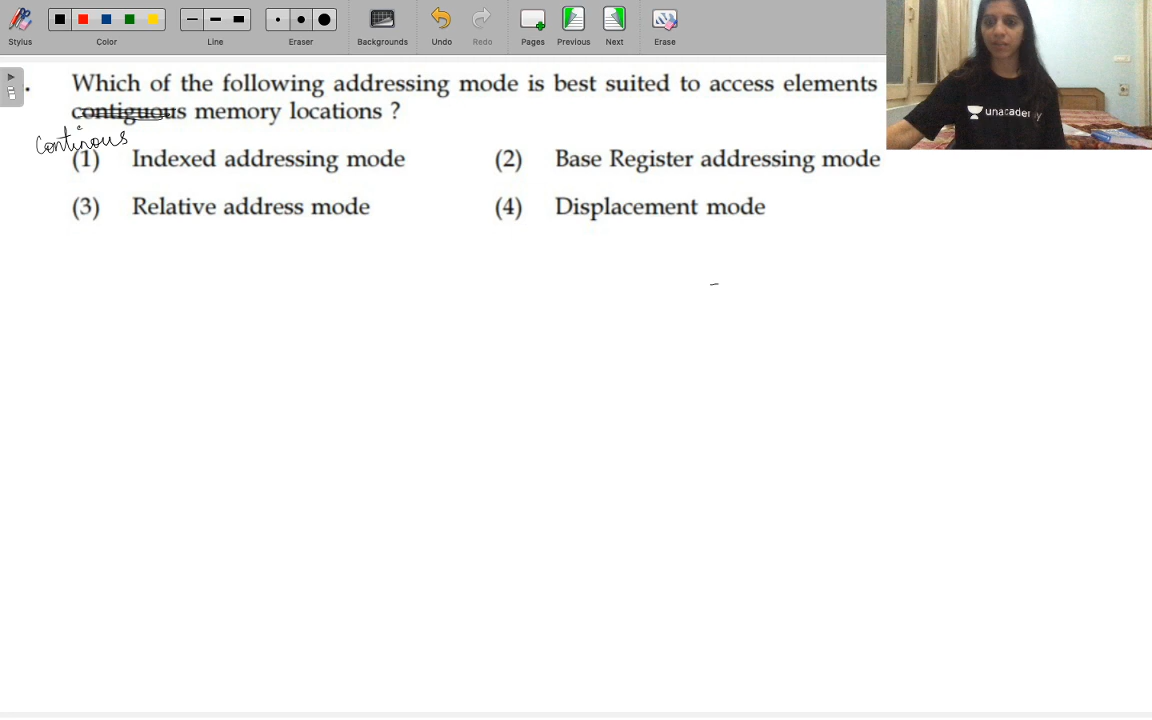 Stylus
Color
Line
Eraser
Backgrounds
Undo
Redo
Pages
Previous
Next
Erase
. Which of the following addressing mode is best suited to access elements
contiguous memory locations ?
continous
(1) Indexed addressing mode (2) Base Register addressing mode
(3) Relative address mode (4) Displacement mode
unacademy